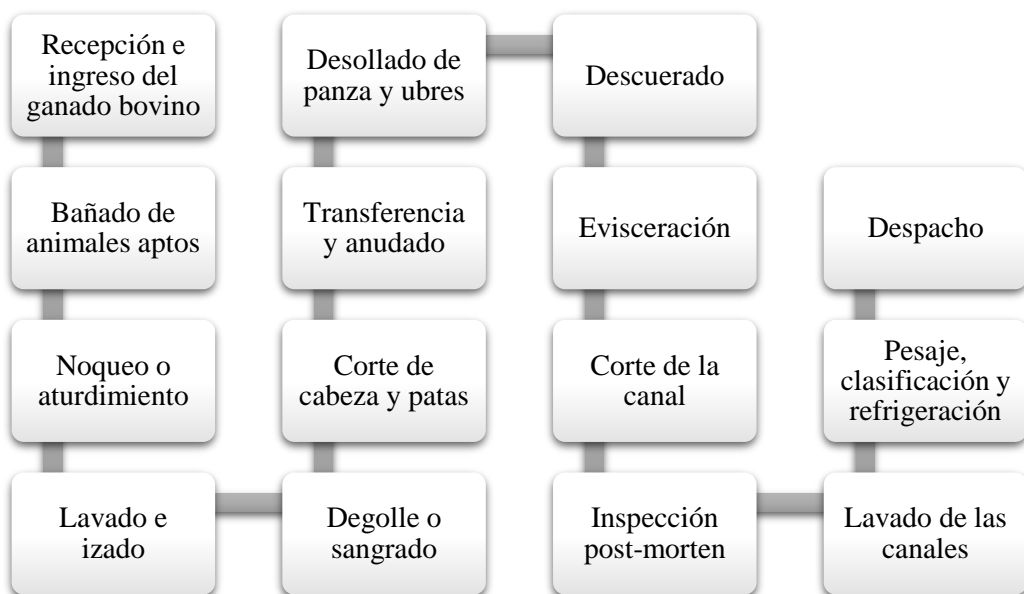 Recepción e
ingreso del
ganado bovino
Bañado de
animales aptos
Noqueo o
aturdimiento
Lavado e
izado
Degolle o
sangrado
Corte de
cabeza y patas
Transferencia
y anudado
Desollado de
panza y ubres
Descuerado
Evisceración
Corte de la
canal
Inspección
post-morten
Lavado de las
canales
Pesaje,
clasificación y
refrigeración
Despacho